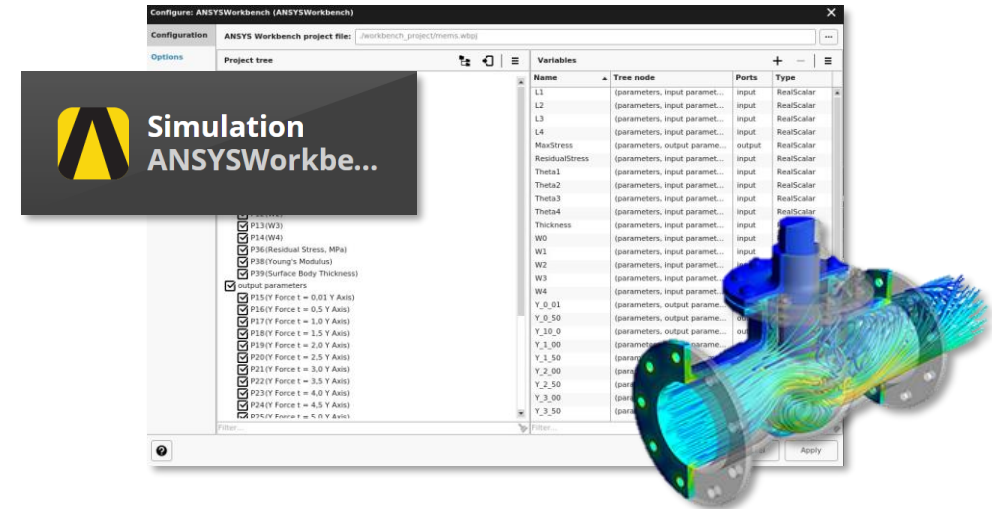 Configure: ANSYSWorkbench (ANSYSWorkbench)
Configuration
Options
ANSYS Workbench project file: ./workbench_project/mems.wbpj ...
Project tree
Simulation
ANSYSWorkbe...
P13(W3)
P14(W4)
P36(Residual Stress, MPa)
P38(Young's Modulus)
P39(Surface Body Thickness)
output parameters
P15(Y Force t = 0,01 Y Axis)
P16(Y Force t = 0,5 Y Axis)
P17(Y Force t = 1,0 Y Axis)
P18(Y Force t = 1,5 Y Axis)
P19(Y Force t = 2,0 Y Axis)
P20(Y Force t = 2,5 Y Axis)
P21(Y Force t = 3,0 Y Axis)
P22(Y Force t = 3,5 Y Axis)
P23(Y Force t = 4,0 Y Axis)
P24(Y Force t = 4,5 Y Axis)
P25(Y Force t = 5,0 Y Axis)
Filter...
Variables
Name Tree node Ports Type
L1 (parameters, input paramet... input RealScalar
L2 (parameters, input paramet... input RealScalar
L3 (parameters, input paramet... input RealScalar
L4 (parameters, input paramet... input RealScalar
MaxStress (parameters, output parame... output RealScalar
ResidualStress (parameters, input paramet... input RealScalar
Theta1 (parameters, input paramet... input RealScalar
Theta2 (parameters, input paramet... input RealScalar
Theta3 (parameters, input paramet... input RealScalar
Theta4 (parameters, input paramet... input RealScalar
Thickness (parameters, input paramet... input
W0 (parameters, input paramet... input
W1 (parameters, input paramet... input
W2 (parameters, input paramet...
W3 (parameters, input paramet...
W4 (parameters, input paramet...
Y_0_01 (parameters, output parame...
Y_0_50 (parameters, output parame...
Y_10_0 (parameters, output parame...
Y_1_00
Y_1_50
Y_2_00
Y_2_50
Y_3_00
Y_3_50
Filter...
Apply